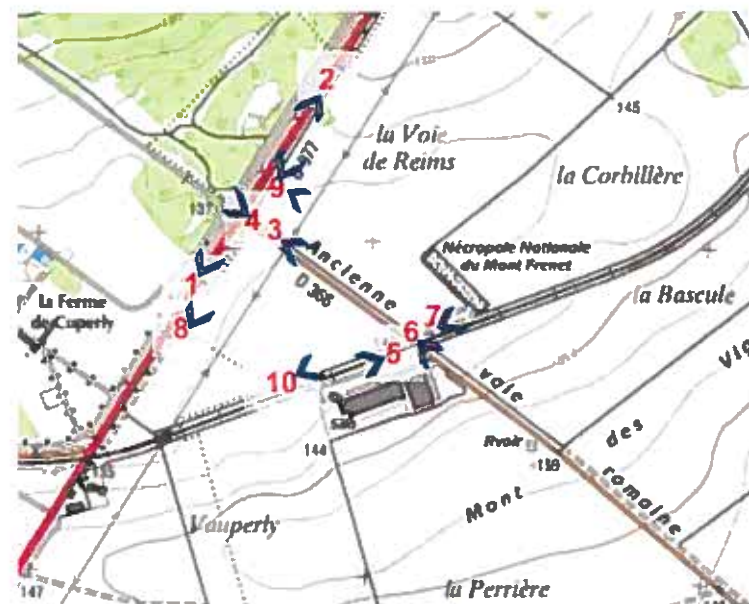 2
la Voie
de Reims
145
la Corbillère
9
137
4
3
Ancienne
Nécropole Nationale
du Mont Frenet
D 366
1
la Bascule
La Ferme
de Cuperly
8
7
6
5
10
voie
romaine
Rvoir
139
des
Mont
144
Vauperly
la Perrière
147